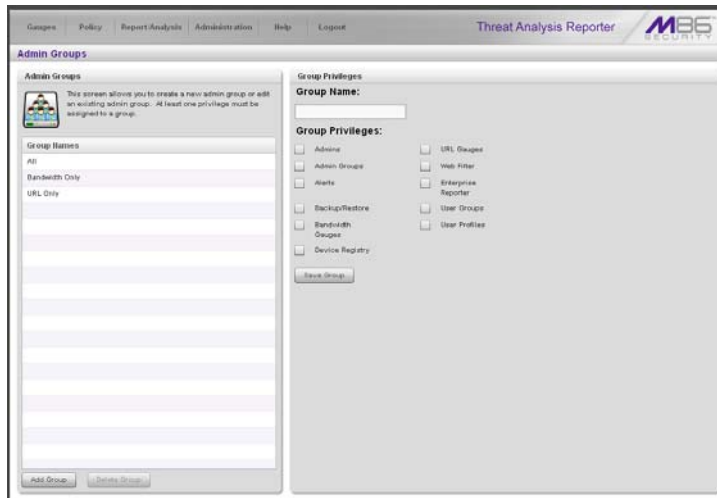 Gauges Policy Report/Analysis Administration Help Logout
Threat Analysis Reporter
M86
SECURITY
Admin Groups
Admin Groups
This screen allows you to create a new admin group or edit
an existing admin group. At least one privilege must be
assigned to a group.
Group Names
All
Bandwidth Only
URL Only
Add Group
Delete Group
Group Privileges
Group Name:
Group Privileges:
Admins
Admin Groups
Alerts
Backup/Restore
Bandwidth
Gauges
Device Registry
URL Gauges
Web Filter
Enterprise
Reporter
User Groups
User Profiles
Save Group